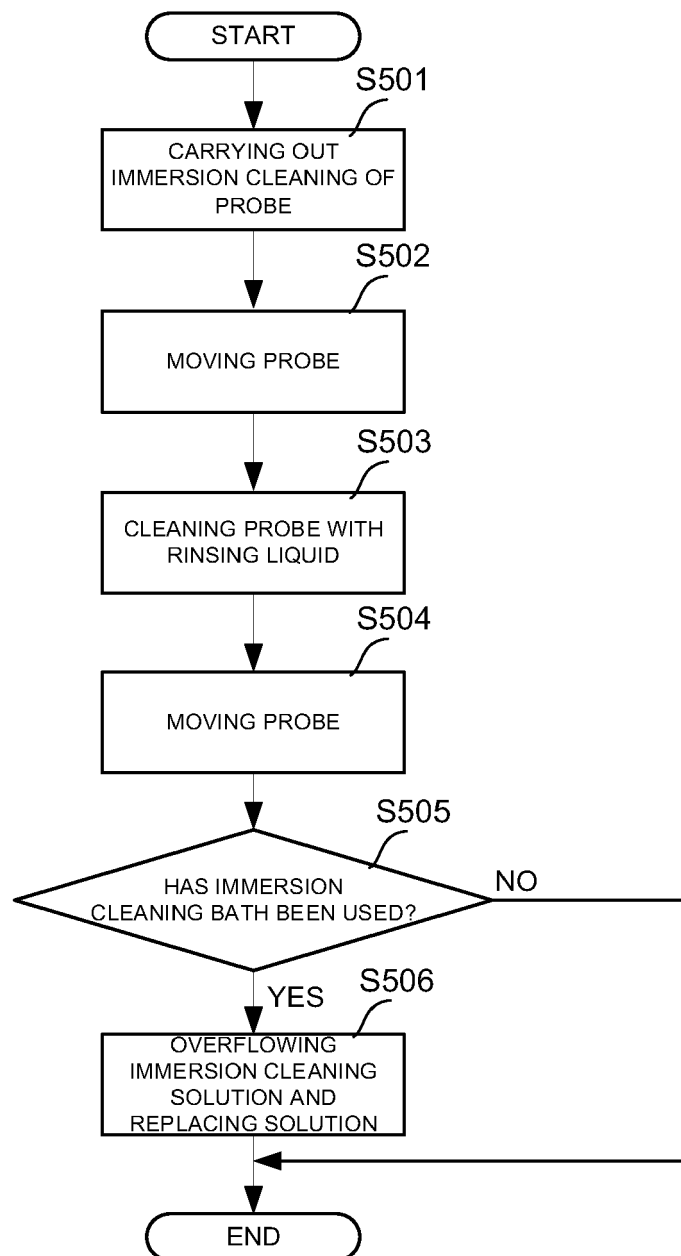 START
S501
CARRYING OUT
IMMERSION CLEANING OF
PROBE
S502
MOVING PROBE
S503
CLEANING PROBE WITH
RINSING LIQUID
S504
MOVING PROBE
S505
HAS IMMERSION
CLEANING BATH BEEN USED?
NO
YES
S506
OVERFLOWING
IMMERSION CLEANING
SOLUTION AND
REPLACING SOLUTION
END